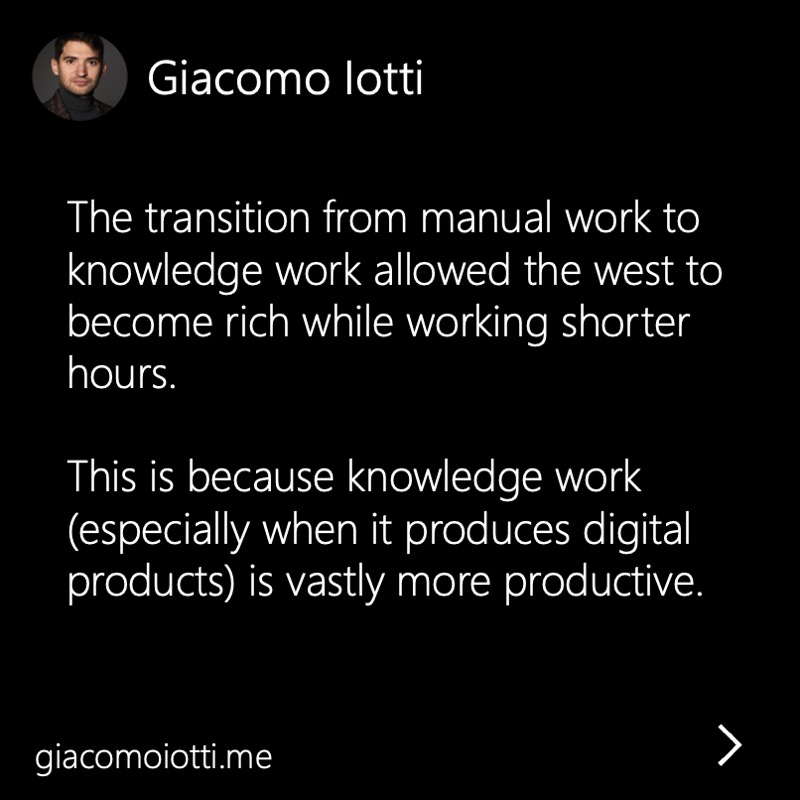 Giacomo Iotti
The transition from manual work to
knowledge work allowed the west to
become rich while working shorter
hours.
This is because knowledge work
(especially when it produces digital
products) is vastly more productive.
giacomoiotti.me